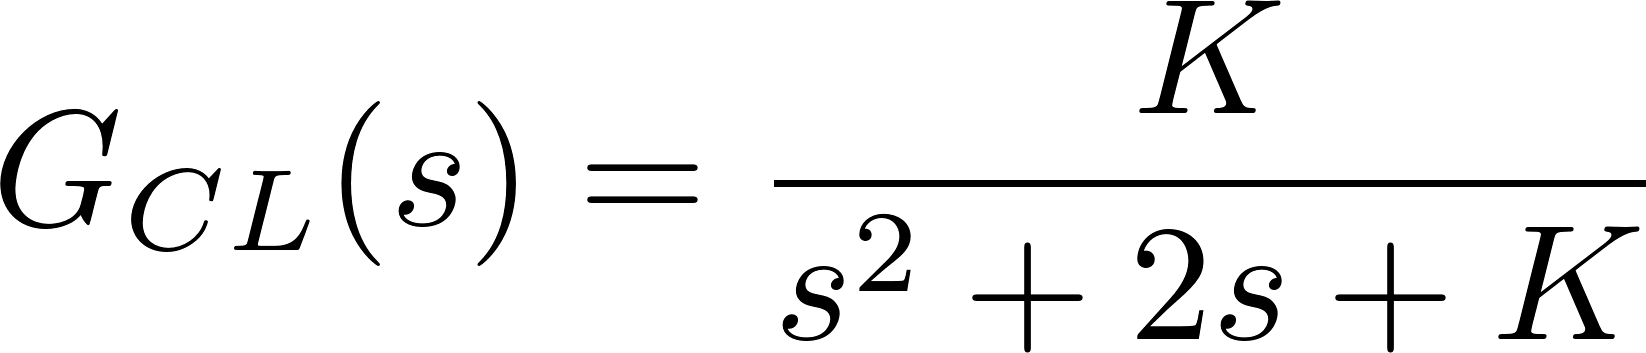 G_{CL}(s) = \frac{K}{s^2 + 2s + K}